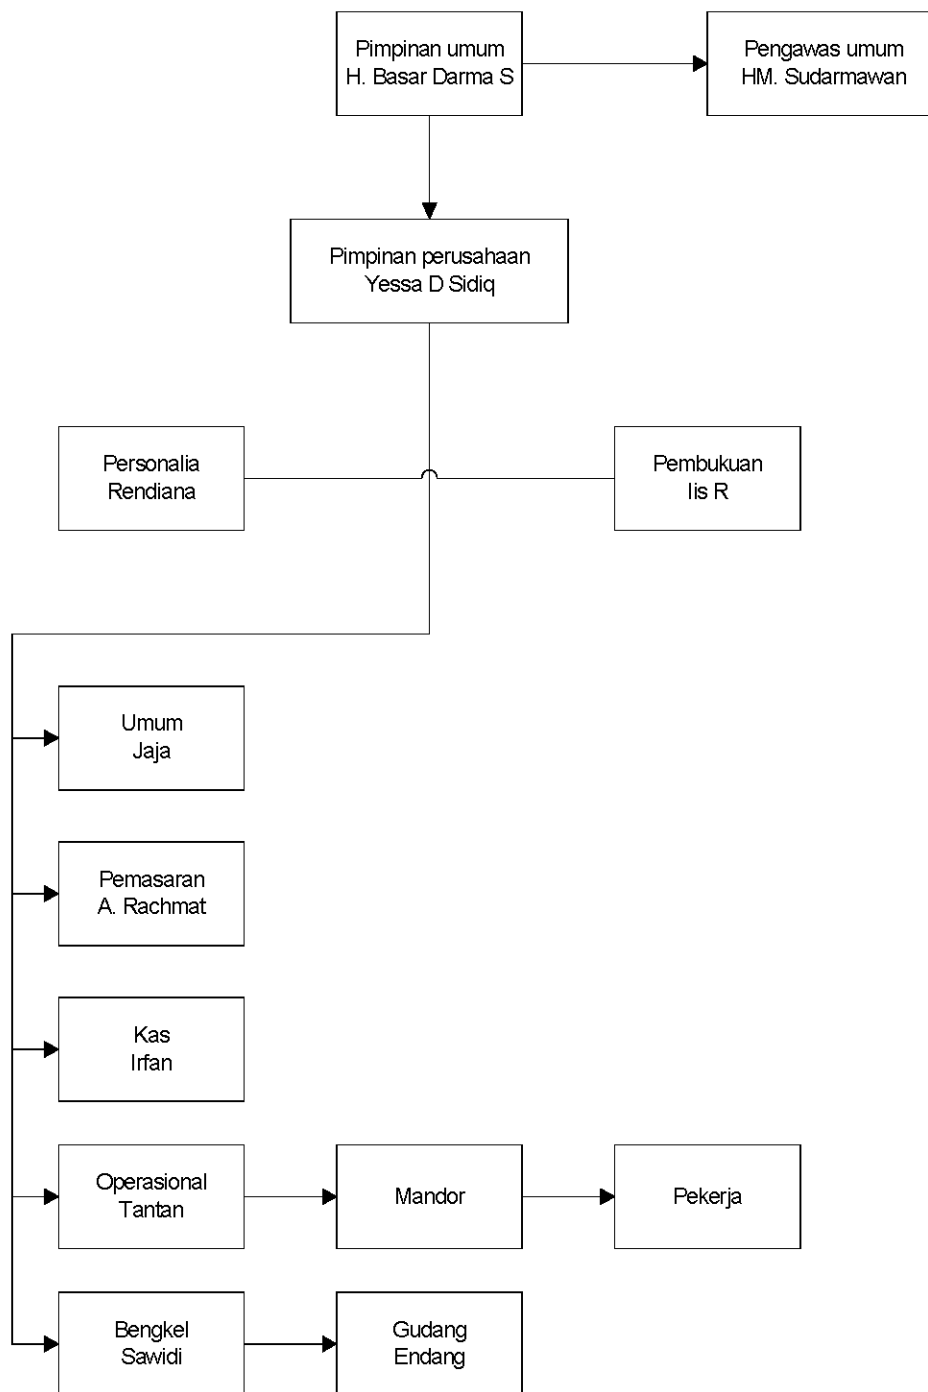 Pimpinan umum
H. Basar Darma S
Pengawas umum
HM. Sudarmawan
Pimpinan perusahaan
Yessa D Sidiq
Personalia
Rendiana
Pembukuan
Iis R
Umum
Jaja
Pemasaran
A. Rachmat
Kas
Irfan
Operasional
Tantan
Mandor
Pekerja
Bengkel
Sawidi
Gudang
Endang